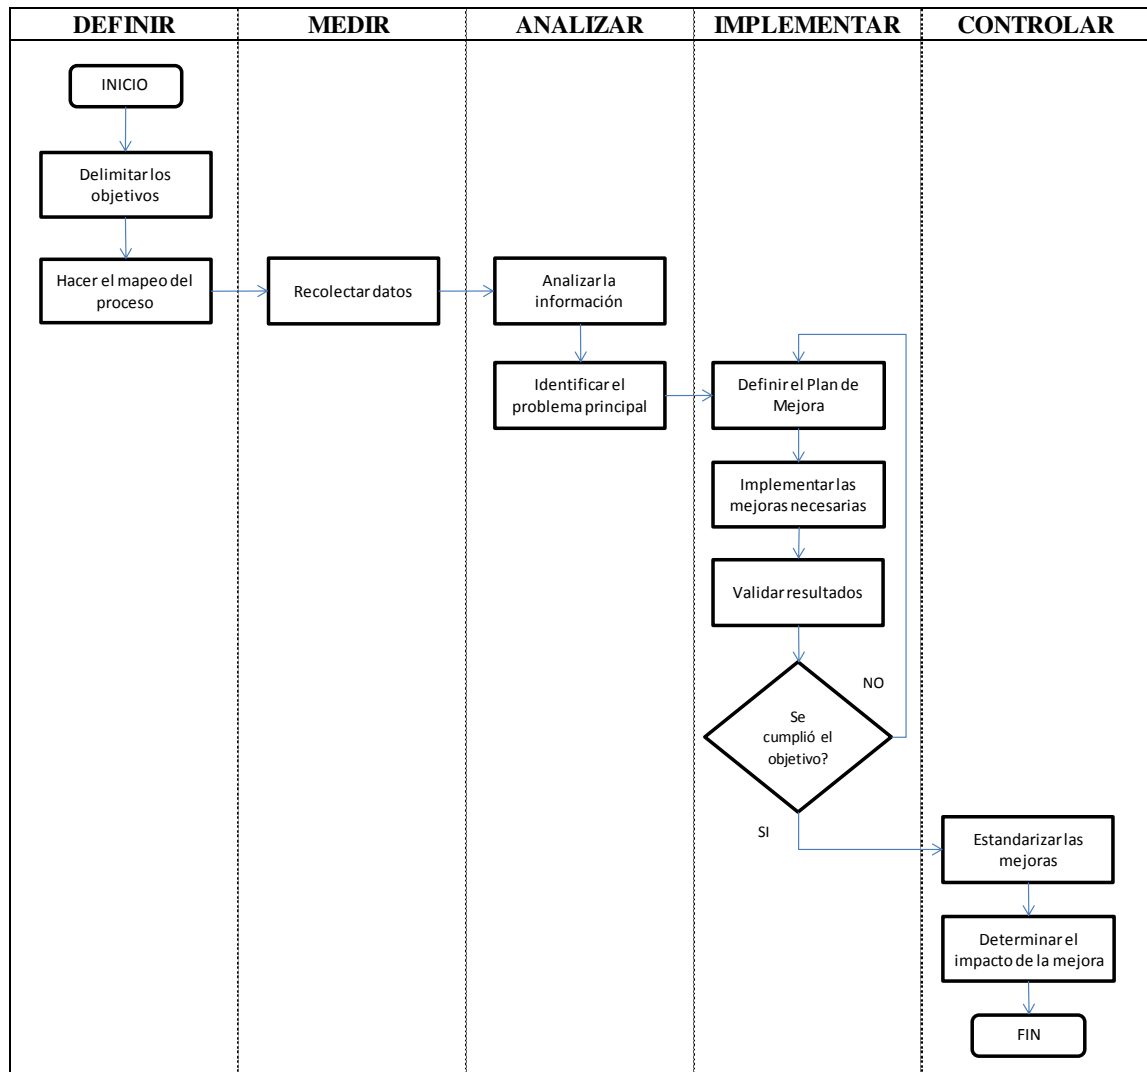 DEFINIR
MEDIR
ANALIZAR
IMPLEMENTAR
CONTROLAR
INICIO
Delimitar los
objetivos
Hacer el mapeo del
proceso
Recolectar datos
Analizar la
información
Identificar el
problema principal
Definir el Plan de
Mejora
Implementar las
mejoras necesarias
Validar resultados
Se
cumplió el
objetivo?
NO
SI
Estandarizar las
mejoras
Determinar el
impacto de la mejora
FIN